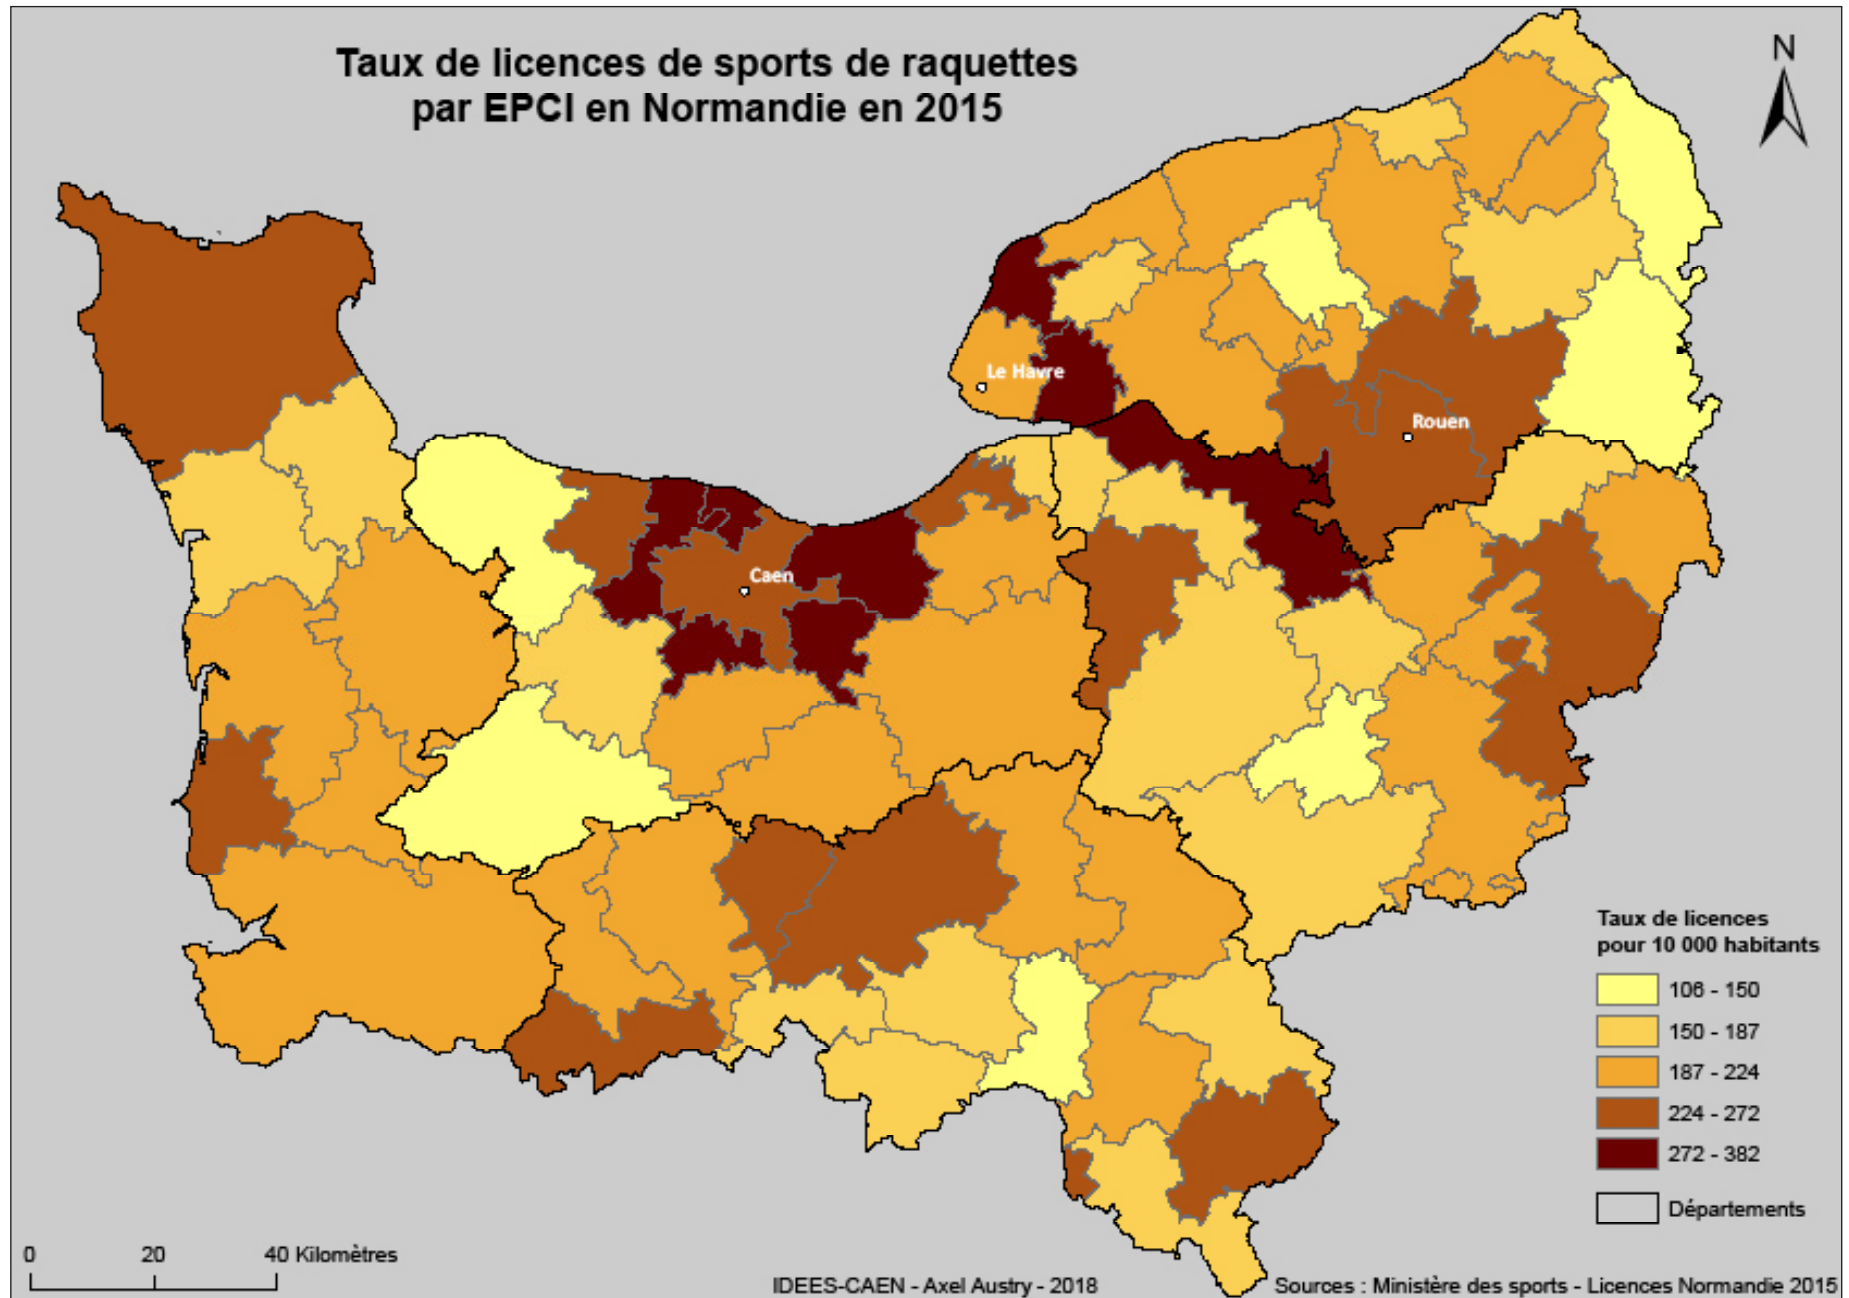 Taux de licences de sports de raquettes
par EPCI en Normandie en 2015
N
Le Havre
Rouen
Caen
Taux de licences
pour 10 000 habitants
106 - 150
150 - 187
187 - 224
224 - 272
272 - 382
Départements
0 20 40 Kilomètres
IDEES-CAEN - Axel Austry - 2018
Sources : Ministère des sports - Licences Normandie 2015